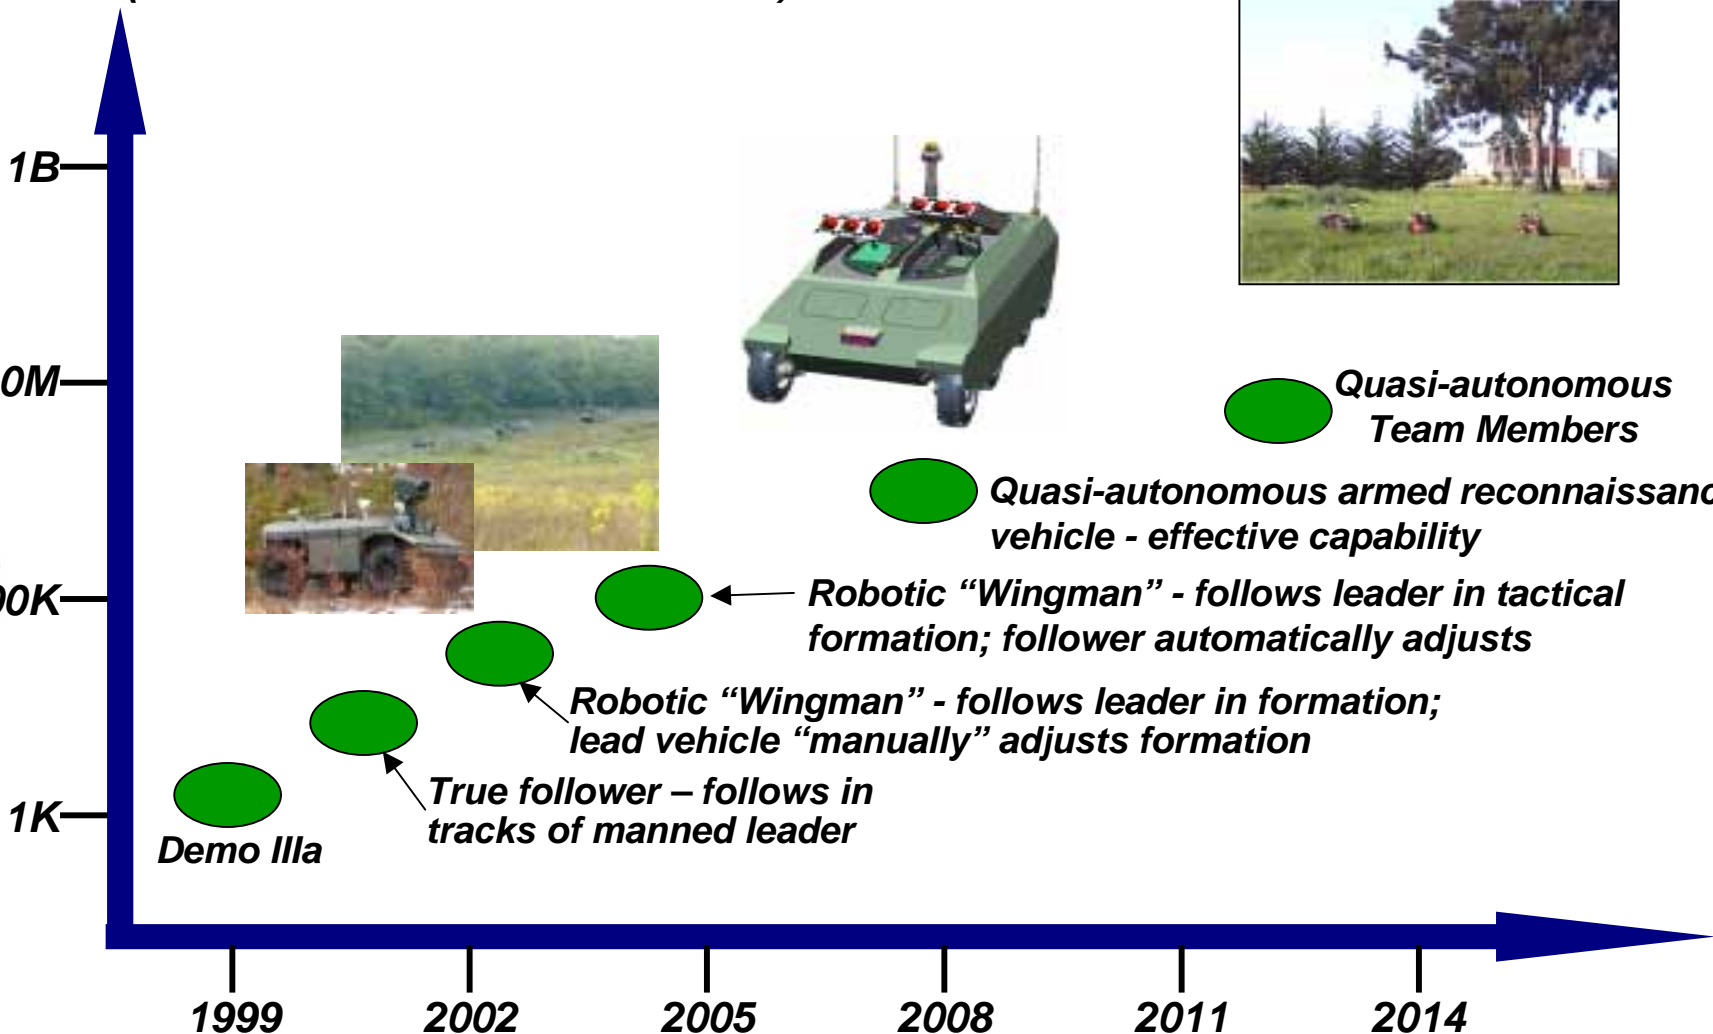 1B
0M
00K
1K
Quasi-autonomous
Team Members
Quasi-autonomous armed
vehicle - effective capability
Robotic “Wingman” - follows leader in tactical
formation; follower automatically adjusts
Robotic “Wingman” - follows leader in formation;
lead vehicle “manually” adjusts formation
True follower – follows in
tracks of manned leader
Demo IIIa
1999
2002
2005
2008
2011
2014